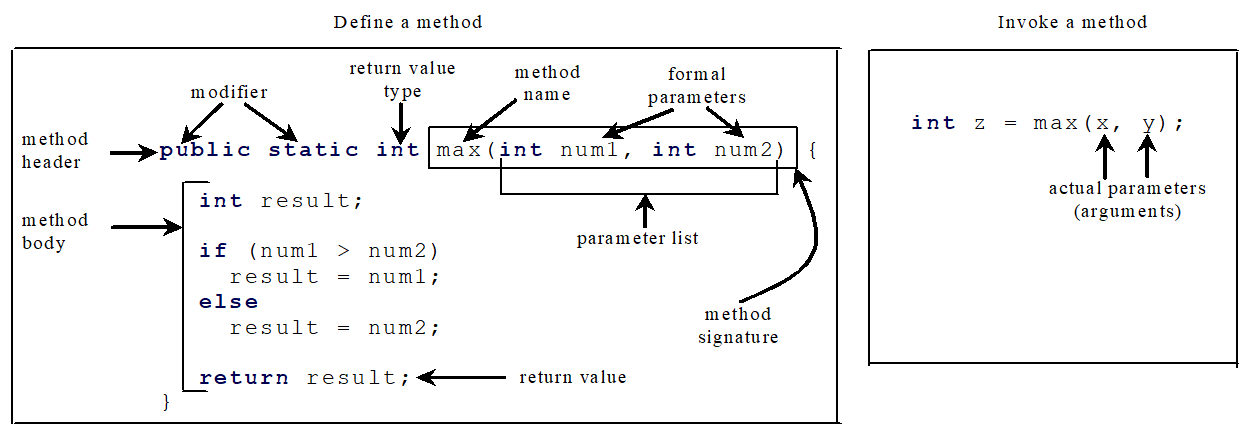 Define a method
Invoke a method
return value
type
method
name
formal
parameters
modifier
method
header
public static int max(int num1, int num2) {
int result;
method
body
parameter list
if (num1 > num2)
result = num1;
else
result = num2;
method
signature
return result;
return value
}
int z = max(x, y);
actual parameters
(arguments)